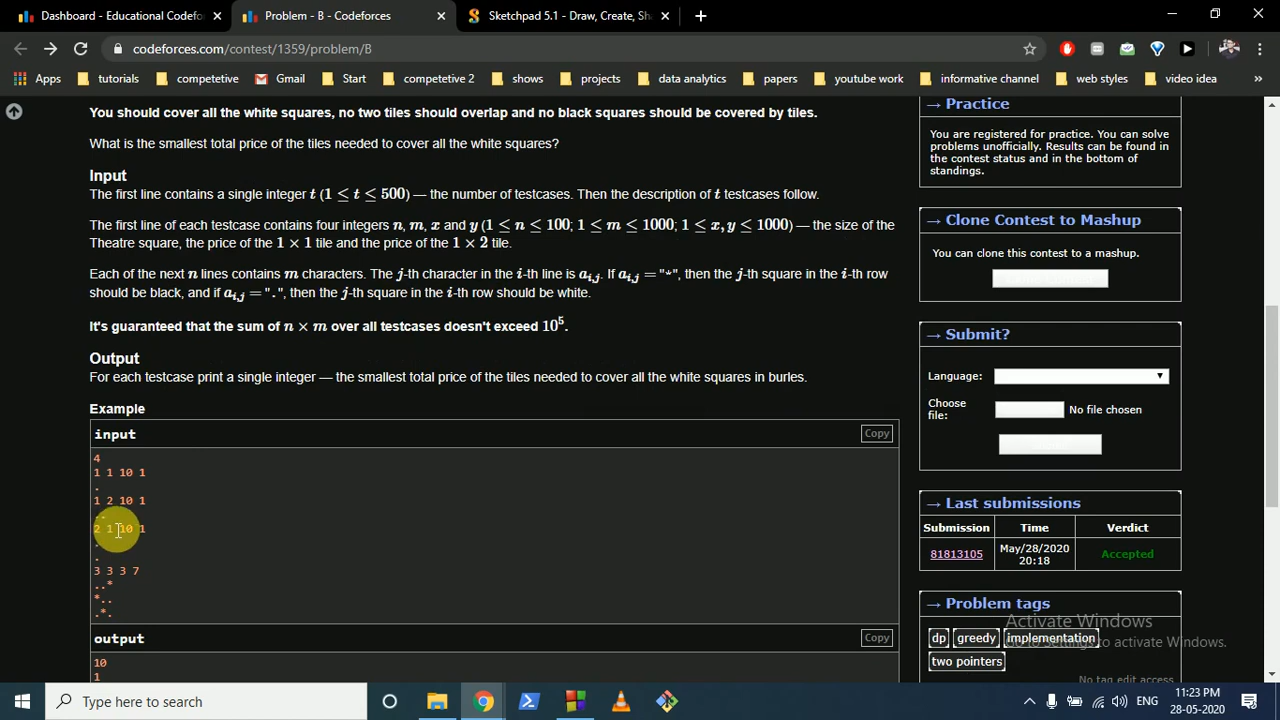 Dashboard - Educational Codefo
Problem - B - Codeforces
Sketchpad 5.1 - Draw, Create, Sha
codeforces.com/contest/1359/problem/B
Apps tutorials competetive Gmail Start competetive 2 shows projects data analytics papers youtube work informative channel web styles video idea »
You should cover all the white squares, no two tiles should overlap and no black squares should be covered by tiles.
What is the smallest total price of the tiles needed to cover all the white squares?
Input
The first line contains a single integer t (1 ≤ t ≤ 500) — the number of testcases. Then the description of t testcases follow.
The first line of each testcase contains four integers n, m, x and y (1 ≤ n ≤ 100; 1 ≤ m ≤ 1000; 1 ≤ x, y ≤ 1000) — the size of the
Theatre square, the price of the 1 × 1 tile and the price of the 1 × 2 tile.
Each of the next n lines contains m characters. The j-th character in the i-th line is a_{i,j}. If a_{i,j} = "*", then the j-th square in the i-th row
should be black, and if a_{i,j} = ".", then the j-th square in the i-th row should be white.
It's guaranteed that the sum of n × m over all testcases doesn't exceed 10^5.
Output
For each testcase print a single integer — the smallest total price of the tiles needed to cover all the white squares in burles.
Example
input
Copy
4
1 1 10 1
.
1 2 10 1
..
2 1 10 1
.
.
3 3 3 7
..*
*..
.*.
output
Copy
10
1
→ Practice
You are registered for practice. You can solve
problems unofficially. Results can be found in
the contest status and in the bottom of
standings.
→ Clone Contest to Mashup
You can clone this contest to a mashup.
→ Submit?
Language:
Choose
file:
No file chosen
→ Last submissions
Submission Time Verdict
81813105 May/28/2020
20:18 Accepted
→ Problem tags
dp greedy implementation
two pointers
No tag edit access
Activate Windows
Go to Settings to activate Windows.
Type here to search
ENG
11:23 PM
28-05-2020